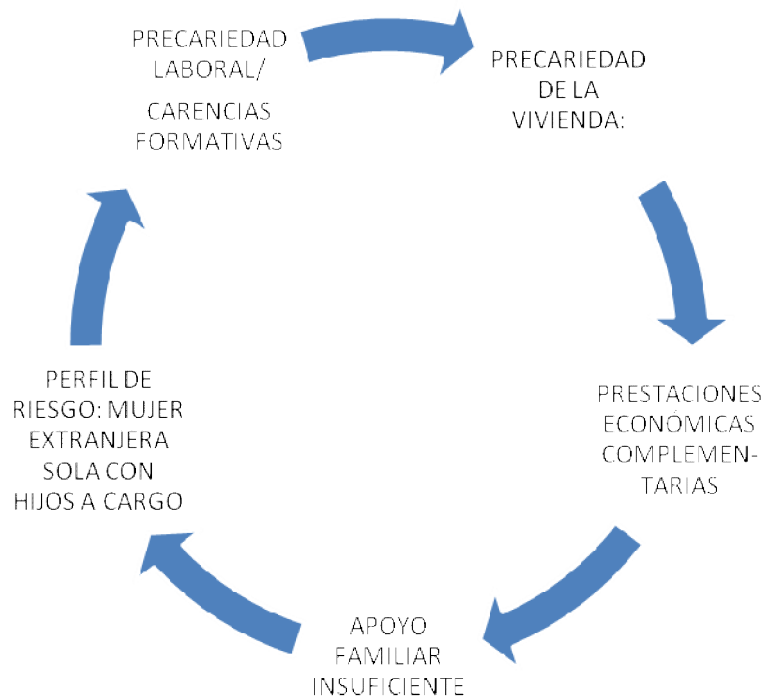 PRECARIEDAD
LABORAL/
CARENCIAS
FORMATIVAS
PRECARIEDAD
DE LA
VIVIENDA:
PRESTACIONES
ECONÓMICAS
COMPLEMEN-
TARIAS
APOYO
FAMILIAR
INSUFICIENTE
PERFIL DE
RIESGO: MUJER
EXTRANJERA
SOLA CON
HIJOS A CARGO